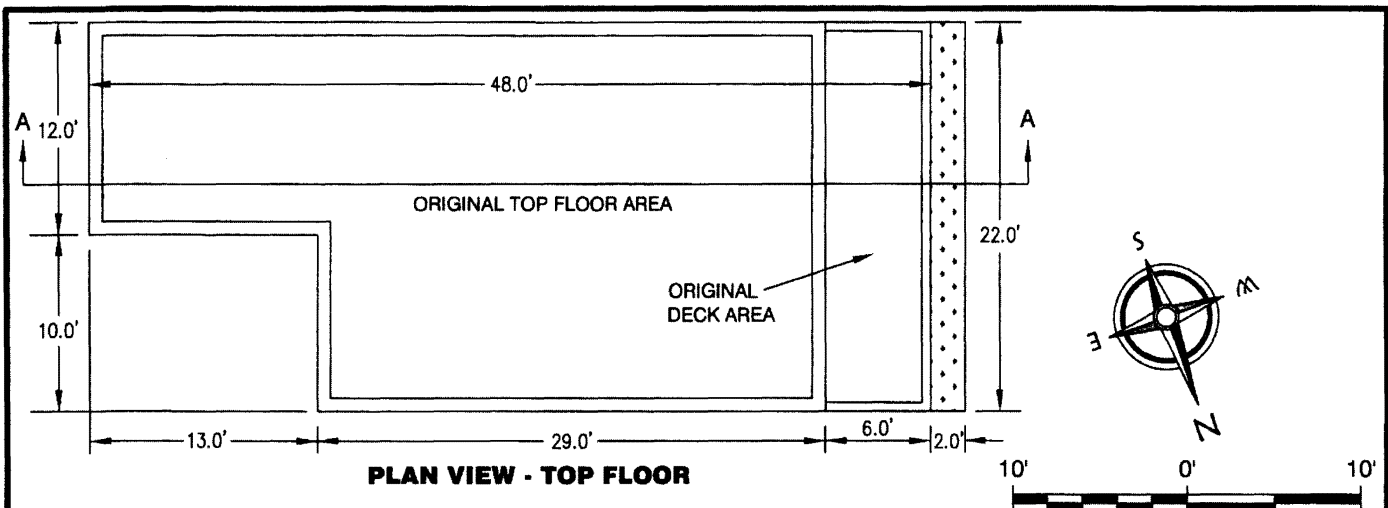 48.0'
A
12.0'
A
ORIGINAL TOP FLOOR AREA
22.0'
S
W
ORIGINAL
DECK AREA
10.0'
E
N
13.0'
29.0'
6.0'
2.0'
PLAN VIEW - TOP FLOOR
10'
0'
10'